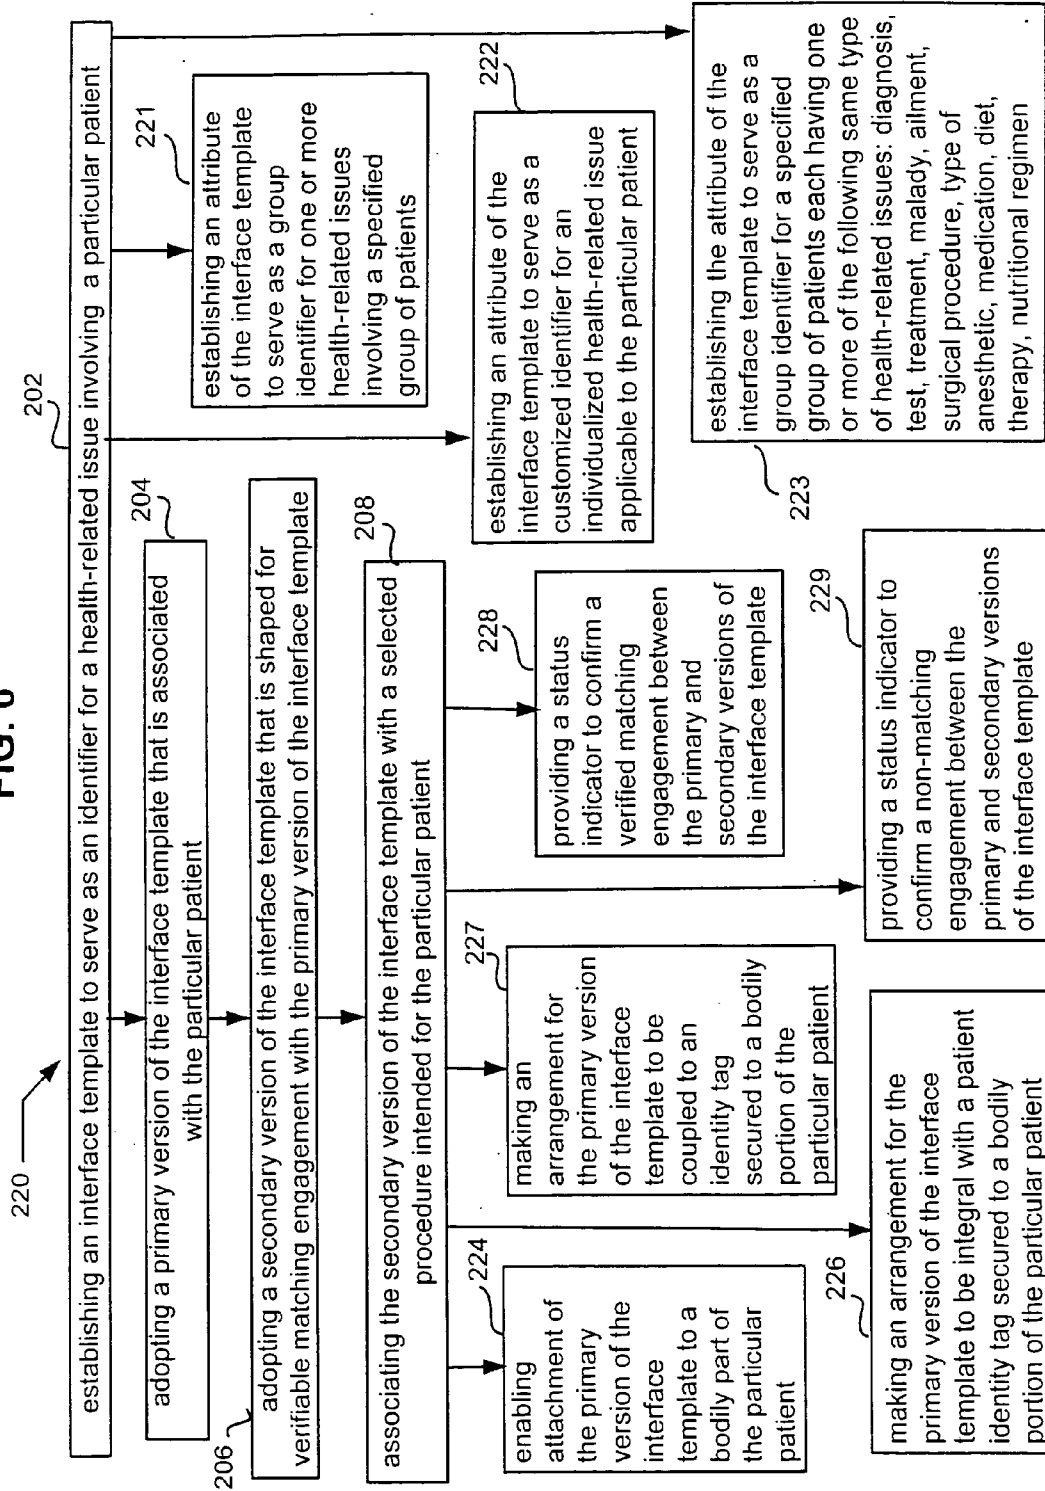 FIG. 6
220
202
establishing an interface template to serve as an identifier for a health-related issue involving a particular patient
204
adopting a primary version of the interface template that is associated
with the particular patient
206
adopting a secondary version of the interface template that is shaped for
verifiable matching engagement with the primary version of the interface template
208
associating the secondary version of the interface template with a selected
procedure intended for the particular patient
221
establishing an attribute
of the interface template
to serve as a group
identifier for one or more
health-related issues
involving a specified
group of patients
222
establishing an attribute of the
interface template to serve as a
customized identifier for an
individualized health-related issue
applicable to the particular patient
223
establishing the attribute of the
interface template to serve as a
group identifier for a specified
group of patients each having one
or more of the following same type
of health-related issues: diagnosis,
test, treatment, malady, ailment,
surgical procedure, type of
anesthetic, medication, diet,
therapy, nutritional regimen
224
enabling
attachment of
the primary
version of the
interface
template to a
bodily part of
the particular
patient
226
making an arrangement for the
primary version of the interface
template to be integral with a patient
identity tag secured to a bodily
portion of the particular patient
227
making an
arrangement for
the primary version
of the interface
template to be
coupled to an
identity tag
secured to a bodily
portion of the
particular patient
228
providing a status
indicator to confirm a
verified matching
engagement between
the primary and
secondary versions of
the interface template
229
providing a status indicator to
confirm a non-matching
engagement between the
primary and secondary versions
of the interface template